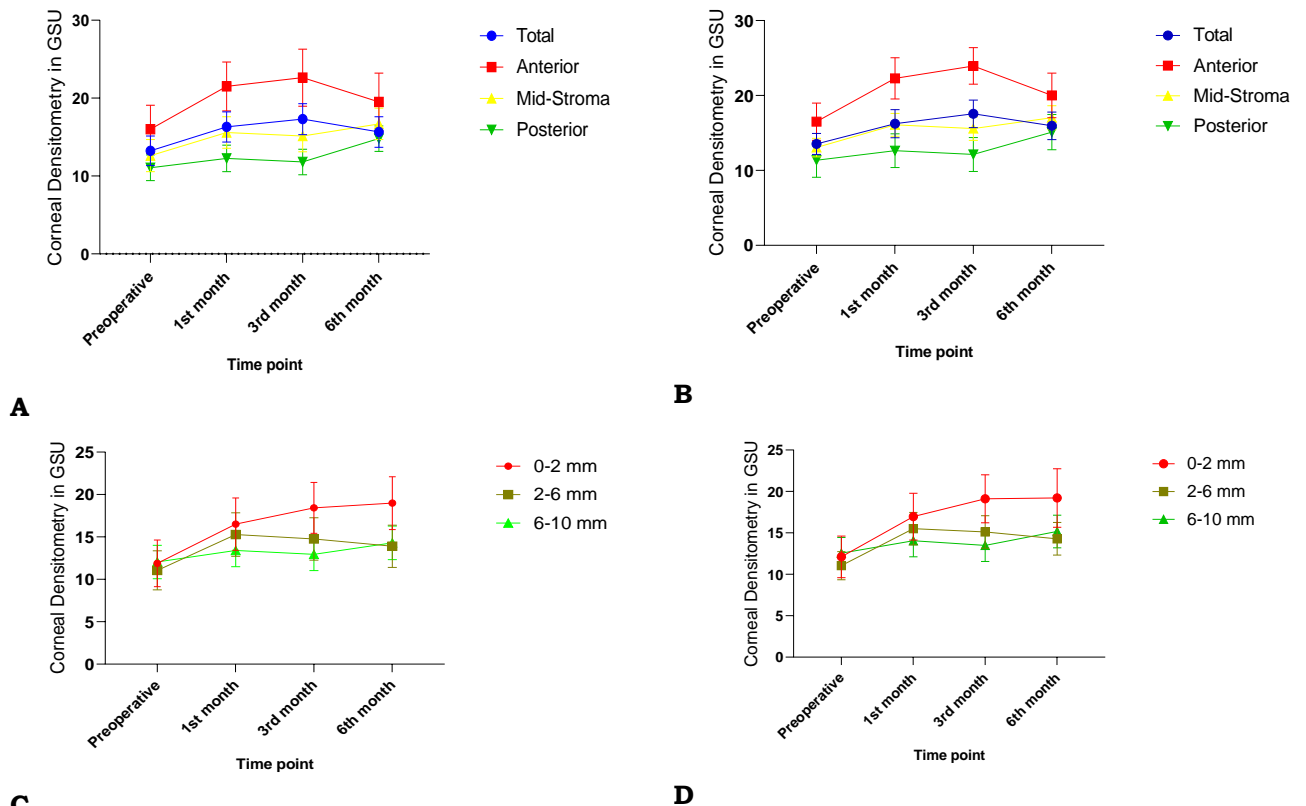 Corneal Densitometry in GSU
30
20
10
0
Preoperative
1st month
3rd month
6th month
Time point
Total
Anterior
Mid-Stroma
Posterior
A
Corneal Densitometry in GSU
30
20
10
0
Preoperative
1st month
3rd month
6th month
Time point
Total
Anterior
Mid-Stroma
Posterior
B
Corneal Densitometry in GSU
25
20
15
10
5
0
Preoperative
1st month
3rd month
6th month
Time point
0-2 mm
2-6 mm
6-10 mm
C
Corneal Densitometry in GSU
25
20
15
10
5
0
Preoperative
1st month
3rd month
6th month
Time point
0-2 mm
2-6 mm
6-10 mm
D